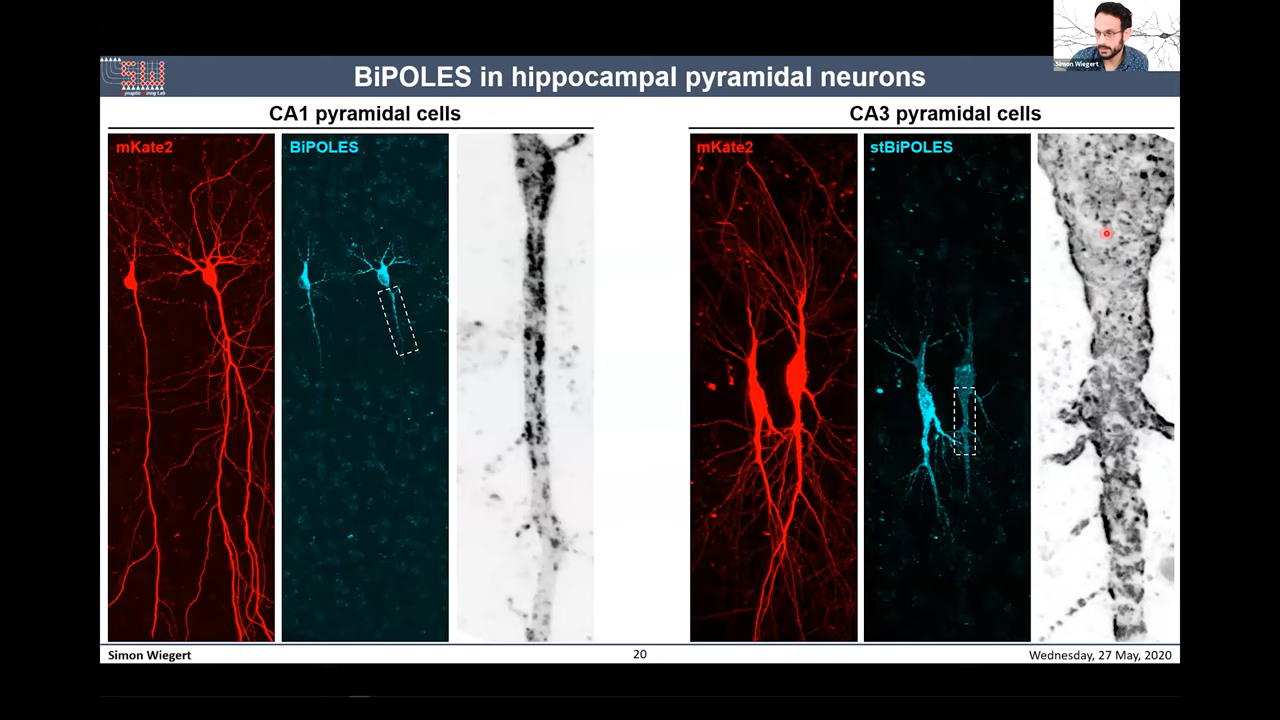 Simon Wiegert
SW
BiPOLES in hippocampal pyramidal neurons
CA1 pyramidal cells
CA3 pyramidal cells
mKate2
BiPOLES
mKate2
stBiPOLES
Simon Wiegert
20
Wednesday, 27 May, 2020